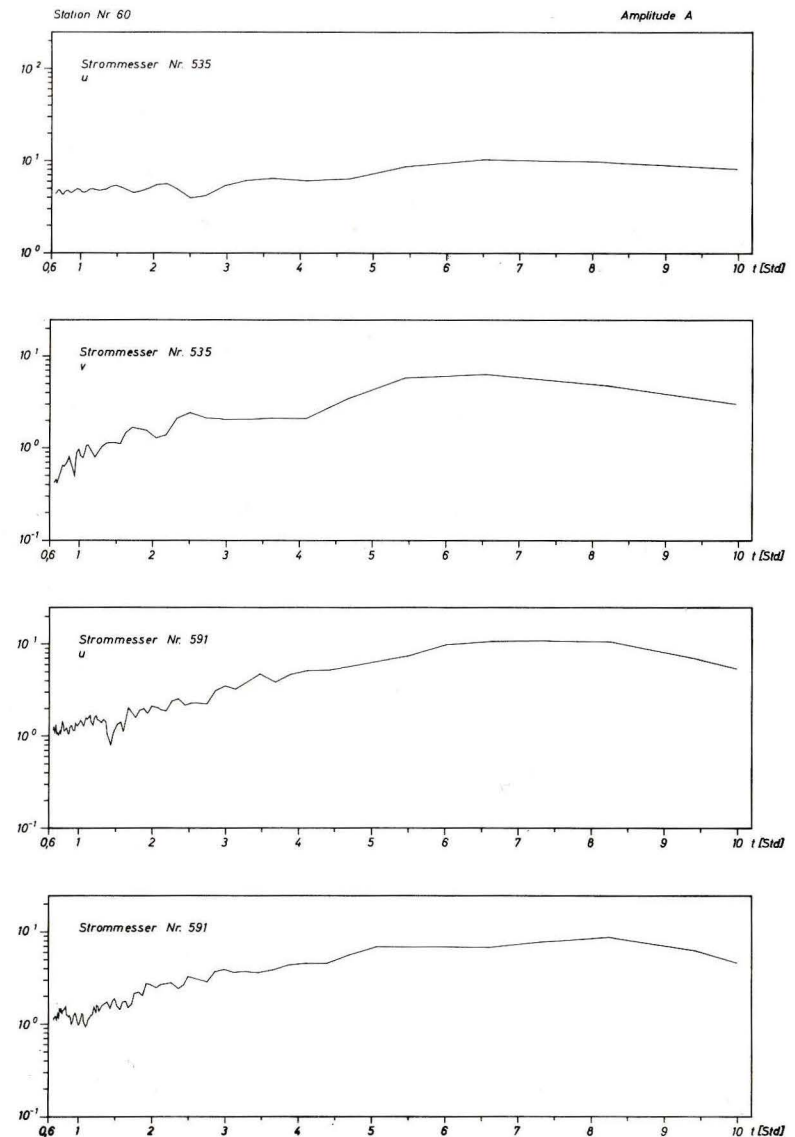 Station Nr 60 Amplitude A
Strommesser Nr. 535
u
10²
10¹
10⁰
0,6 1 2 3 4 5 6 7 8 9 10 t [Std]
Strommesser Nr. 535
v
10¹
10⁰
10⁻¹
0,6 1 2 3 4 5 6 7 8 9 10 t [Std]
Strommesser Nr. 591
u
10¹
10⁰
10⁻¹
0,6 1 2 3 4 5 6 7 8 9 10 t [Std]
Strommesser Nr. 591
10¹
10⁰
10⁻¹
0,6 1 2 3 4 5 6 7 8 9 10 t [Std]